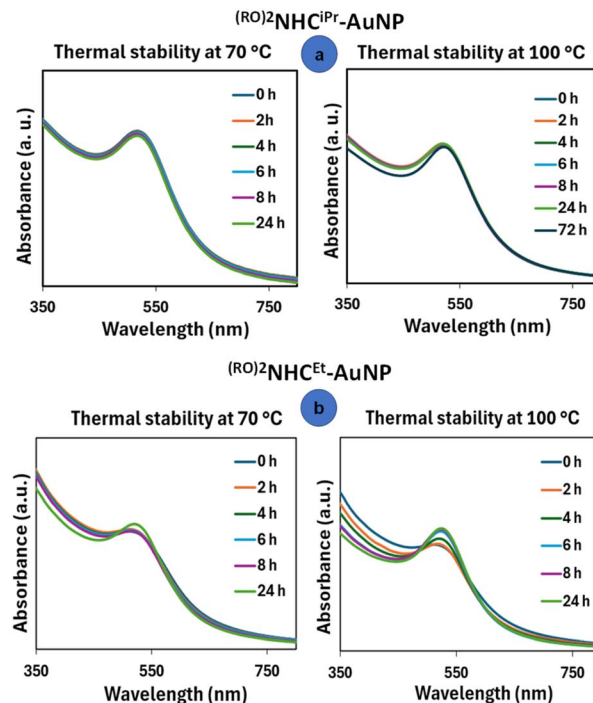 (RO)2NHCiPr-AuNP
a
Thermal stability at 70 °C
Absorbance (a. u.)
0 h
2h
4 h
6 h
8 h
24 h
350
550
750
Wavelength (nm)
Thermal stability at 100 °C
Absorbance (a. u.)
0 h
2 h
4 h
6 h
8 h
24 h
72 h
350
550
750
Wavelength (nm)
(RO)2NHCEt-AuNP
b
Thermal stability at 70 °C
Absorbance (a.u.)
0 h
2 h
4 h
6 h
8 h
24 h
350
550
750
Wavelength (nm)
Thermal stability at 100 °C
Absorbance (a.u.)
0 h
2 h
4 h
6 h
8 h
24 h
350
550
750
Wavelength (nm)